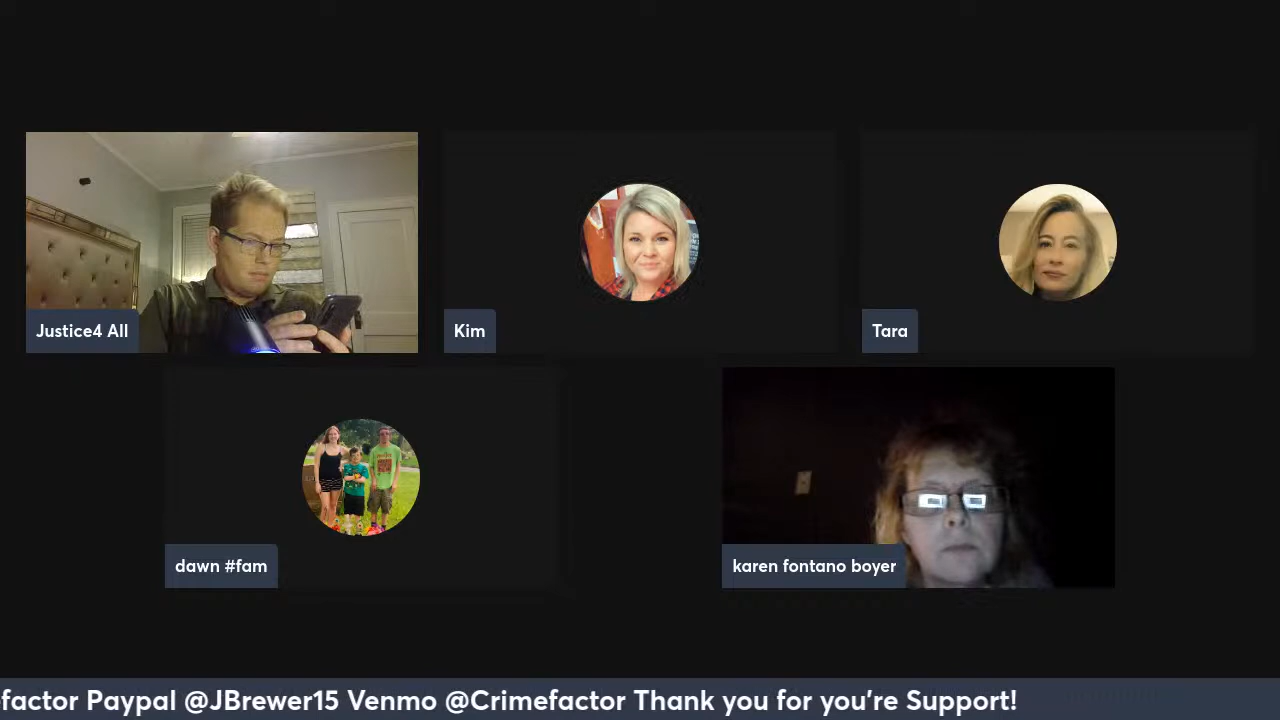 Justice4 All
Kim
Tara
dawn #fam
karen fontano boyer
factor Paypal @JBrewer15 Venmo @Crimefactor Thank you for you're Support!